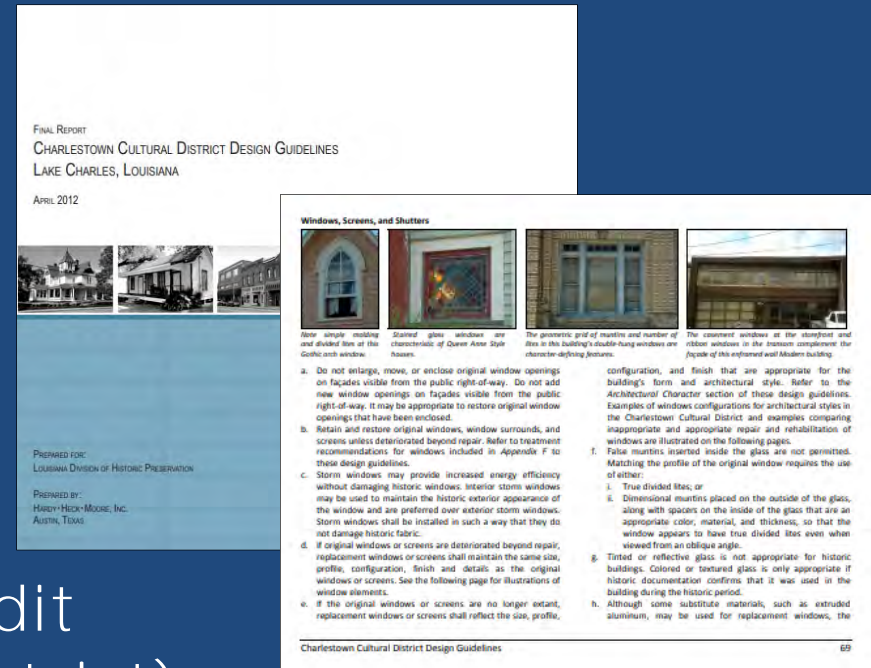 FINAL REPORT
CHARLESTOWN CULTURAL DISTRICT DESIGN GUIDELINES
LAKE CHARLES, LOUISIANA
APRIL 2012
PREPARED FOR:
LOUISIANA DIVISION OF HISTORIC PRESERVATION
PREPARED BY:
HARDY·HECK·MOORE, INC.
AUSTIN, TEXAS
Windows, Screens, and Shutters
Note simple molding
and divided lites at this
Gothic arch window.
Stained glass windows are
characteristic of Queen Anne Style
houses.
The geometric grid of muntins and number of
lites in this building's double-hung windows are
character-defining features.
The casement windows at the storefront and
ribbon windows in the transom complement the
façade of this enframed wall Modern building.
a. Do not enlarge, move, or enclose original window openings
on façades visible from the public right-of-way. Do not add
new window openings on façades visible from the public
right-of-way. It may be appropriate to restore original window
openings that have been enclosed.
b. Retain and restore original windows, window surrounds, and
screens unless deteriorated beyond repair. Refer to treatment
recommendations for windows included in Appendix F to
these design guidelines.
c. Storm windows may provide increased energy efficiency
without damaging historic windows. Interior storm windows
may be used to maintain the historic exterior appearance of
the window and are preferred over exterior storm windows.
Storm windows shall be installed in such a way that they do
not damage historic fabric.
d. If original windows or screens are deteriorated beyond repair,
replacement windows or screens shall maintain the same size,
profile, configuration, finish and details as the original
windows or screens. See the following page for illustrations of
window elements.
e. If the original windows or screens are no longer extant,
replacement windows or screens shall reflect the size, profile,
configuration, and finish that are appropriate for the
building's form and architectural style. Refer to the
Architectural Character section of these design guidelines.
Examples of windows configurations for architectural styles in
the Charlestown Cultural District and examples comparing
inappropriate and appropriate repair and rehabilitation of
windows are illustrated on the following pages.
f. False muntins inserted inside the glass are not permitted.
Matching the profile of the original window requires the use
of either:
i. True divided lites; or
ii. Dimensional muntins placed on the outside of the glass,
along with spacers on the inside of the glass that are an
appropriate color, material, and thickness, so that the
window appears to have true divided lites even when
viewed from an oblique angle.
g. Tinted or reflective glass is not appropriate for historic
buildings. Colored or textured glass is only appropriate if
historic documentation confirms that it was used in the
building during the historic period.
h. Although some substitute materials, such as extruded
aluminum, may be used for replacement windows, the
Charlestown Cultural District Design Guidelines 69
dit